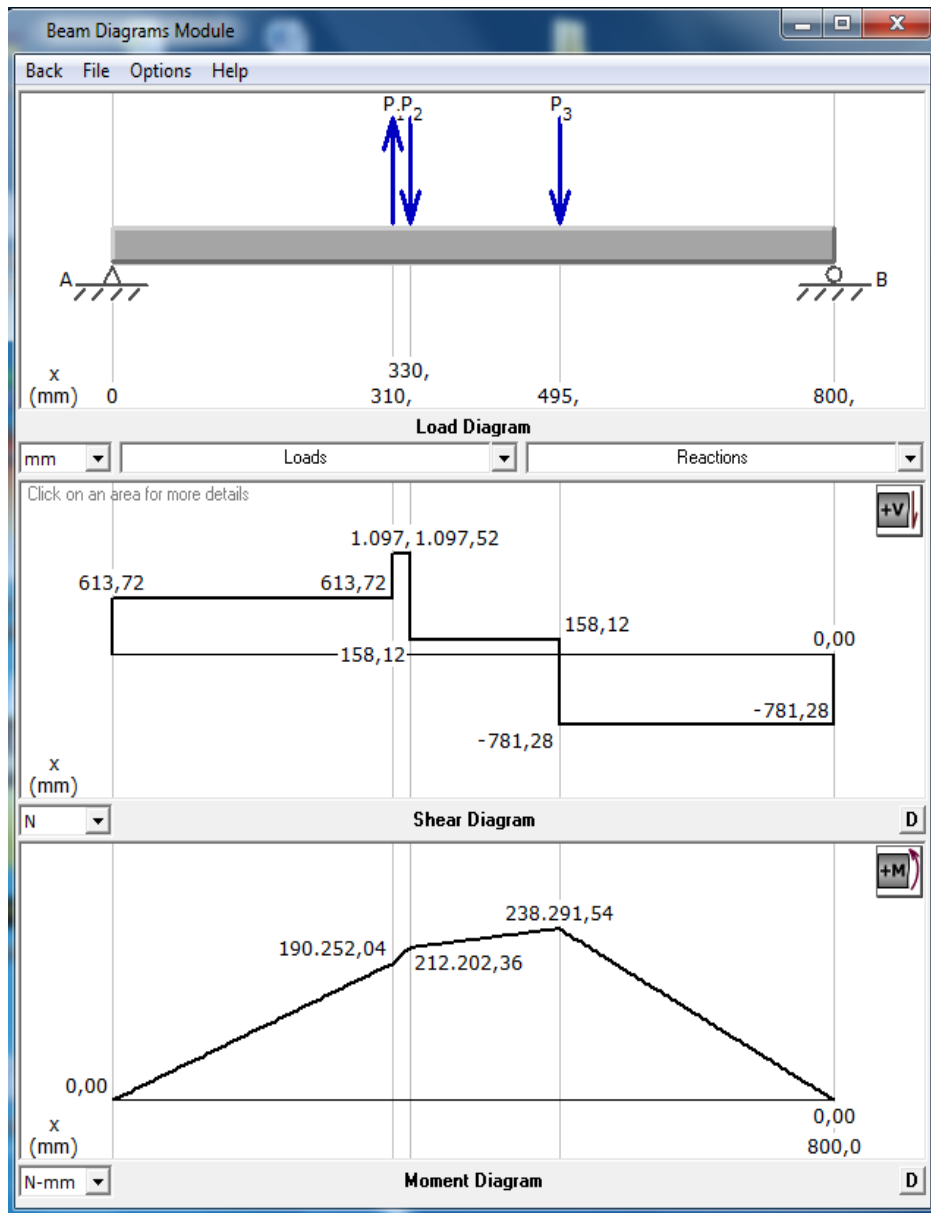 Beam Diagrams Module
Back File Options Help
P1 P2 P3
A B
330,
x
(mm) 0 310, 495, 800,
Load Diagram
mm Loads Reactions
Click on an area for more details
+V
1.097, 1.097,52
613,72 613,72
158,12 0,00
158,12
-781,28
-781,28
x
(mm)
N Shear Diagram D
+M
238.291,54
190.252,04
212.202,36
0,00
x 0,00
(mm) 800,0
N-mm Moment Diagram D